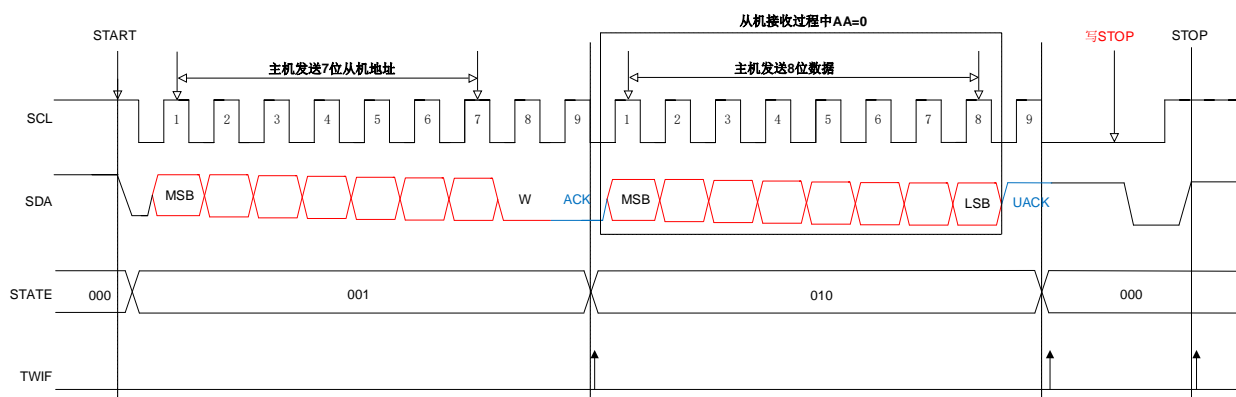 从机接收过程中AA=0
START
写STOP
STOP
主机发送7位从机地址
主机发送8位数据
SCL
1 2 3 4 5 6 7 8 9 1 2 3 4 5 6 7 8 9
SDA
MSB W ACK MSB LSB UACK
STATE
000 001 010 000
TWIF